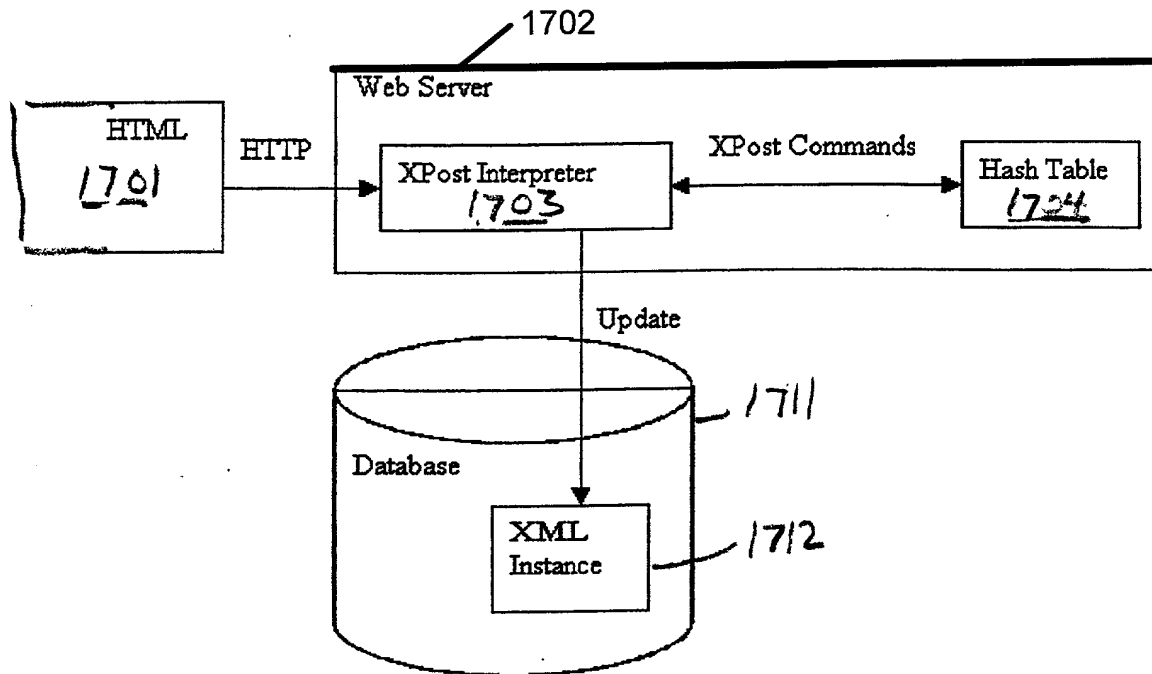 1702
Web Server
HTML
1701
HTTP
XPost Interpreter
1703
XPost Commands
Hash Table
1704
Update
1711
Database
XML
Instance
1712